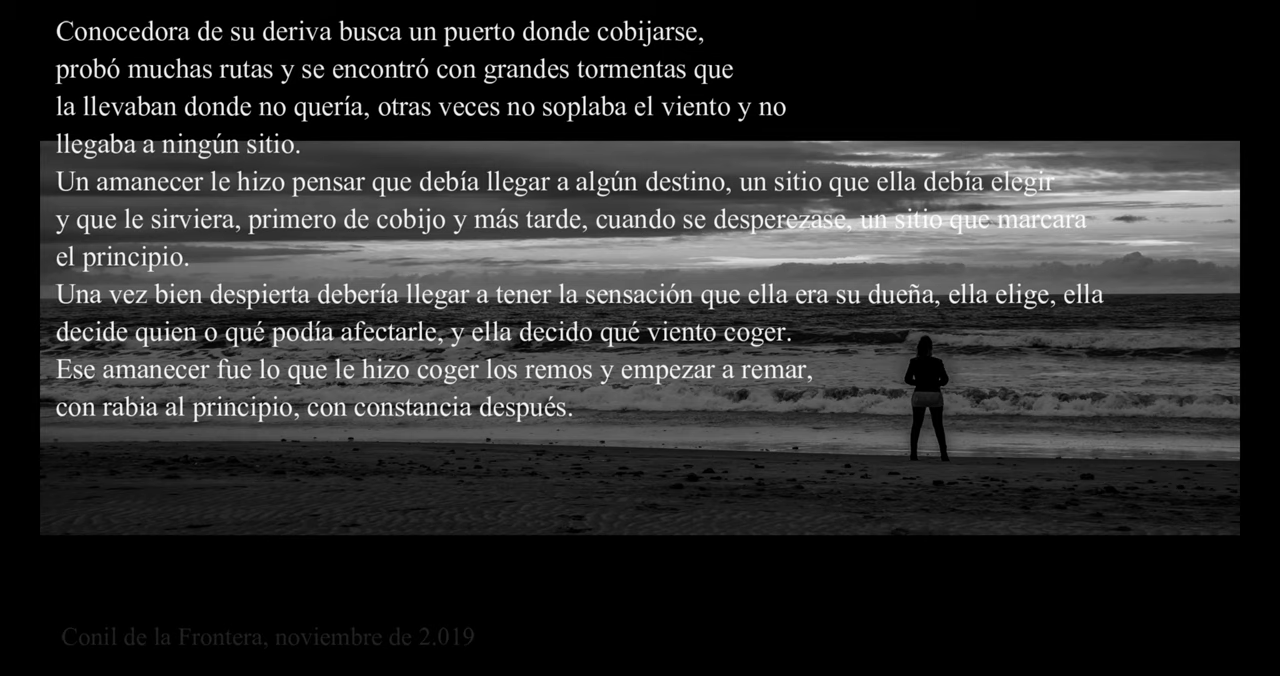 Conocedora de su deriva busca un puerto donde cobijarse,
probó muchas rutas y se encontró con grandes tormentas que
la llevaban donde no quería, otras veces no soplaba el viento y no
llegaba a ningún sitio.
Un amanecer le hizo pensar que debía llegar a algún destino, un sitio que ella debía elegir
y que le sirviera, primero de cobijo y más tarde, cuando se desperezase, un sitio que marcara
el principio.
Una vez bien despierta debería llegar a tener la sensación que ella era su dueña, ella elige, ella
decide quien o qué podía afectarle, y ella decido qué viento coger.
Ese amanecer fue lo que le hizo coger los remos y empezar a remar,
con rabia al principio, con constancia después.
Conil de la Frontera, noviembre de 2.019